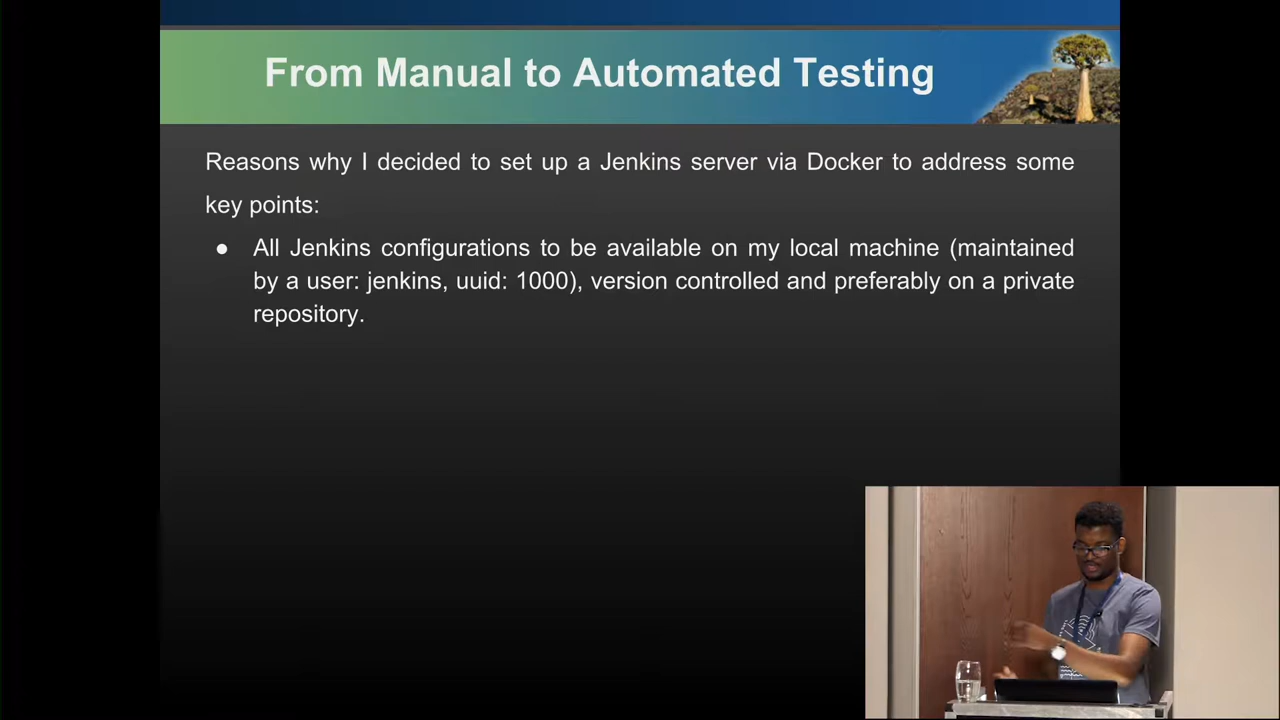 From Manual to Automated Testing
Reasons why I decided to set up a Jenkins server via Docker to address some
key points:
● All Jenkins configurations to be available on my local machine (maintained
by a user: jenkins, uuid: 1000), version controlled and preferably on a private
repository.